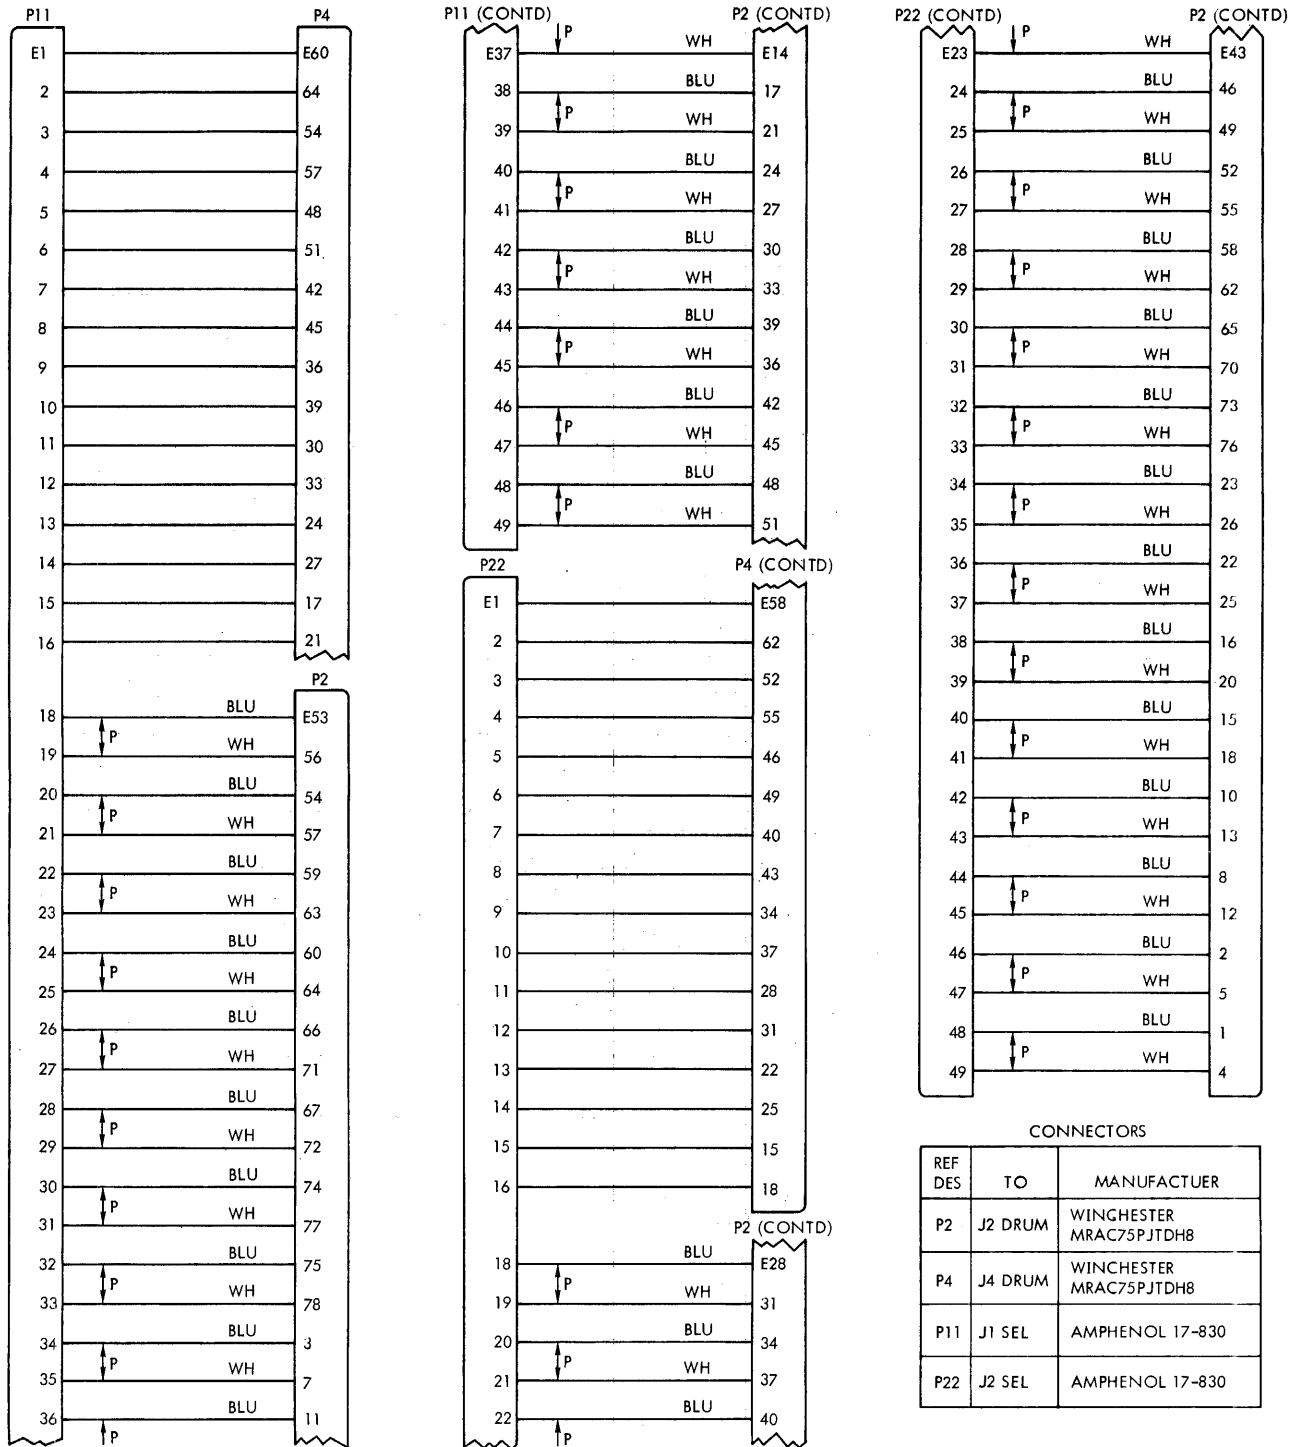 P11 P4
E1 E60
2 64
3 54
4 57
5 48
6 51
7 42
8 45
9 36
10 39
11 30
12 33
13 24
14 27
15 17
16 21
P2
18 BLU E53
P
19 WH 56
20 BLU 54
P
21 WH 57
22 BLU 59
P
23 WH 63
24 BLU 60
P
25 WH 64
26 BLU 66
P
27 WH 71
28 BLU 67
P
29 WH 72
30 BLU 74
P
31 WH 77
32 BLU 75
P
33 WH 78
34 BLU 3
P
35 WH 7
36 BLU 11
P
P11 (CONTD) P2 (CONTD)
P
E37 WH E14
38 BLU 17
P
39 WH 21
40 BLU 24
P
41 WH 27
42 BLU 30
P
43 WH 33
44 BLU 39
P
45 WH 36
46 BLU 42
P
47 WH 45
48 BLU 48
P
49 WH 51
P22 P4 (CONTD)
E1 E58
2 62
3 52
4 55
5 46
6 49
7 40
8 43
9 34
10 37
11 28
12 31
13 22
14 25
15 15
16 18
P2 (CONTD)
18 BLU E28
P
19 WH 31
20 BLU 34
P
21 WH 37
22 BLU 40
P
P22 (CONTD) P2 (CONTD)
P
E23 WH E43
24 BLU 46
P
25 WH 49
26 BLU 52
P
27 WH 55
28 BLU 58
P
29 WH 62
30 BLU 65
P
31 WH 70
32 BLU 73
P
33 WH 76
34 BLU 23
P
35 WH 26
36 BLU 22
P
37 WH 25
38 BLU 16
P
39 WH 20
40 BLU 15
P
41 WH 18
42 BLU 10
P
43 WH 13
44 BLU 8
P
45 WH 12
46 BLU 2
P
47 WH 5
48 BLU 1
P
49 WH 4
CONNECTORS
REF DES TO MANUFACTUER
P2 J2 DRUM WINCHESTER
MRAC75PJTDH8
P4 J4 DRUM WINCHESTER
MRAC75PJTDH8
P11 J1 SEL AMPHENOL 17-830
P22 J2 SEL AMPHENOL 17-830